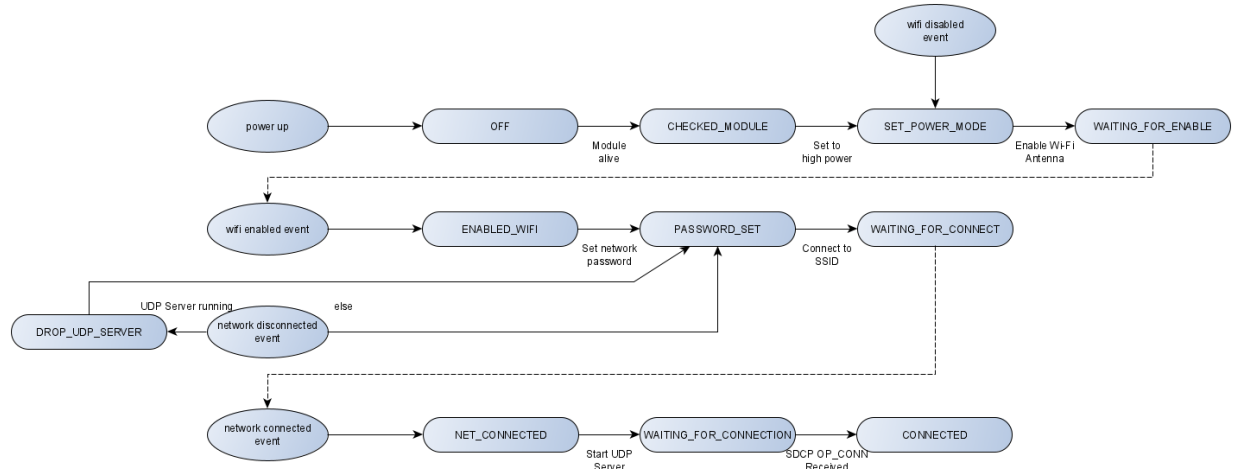 wifi disabled
event
power up
OFF
CHECKED_MODULE
SET_POWER_MODE
WAITING_FOR_ENABLE
Module
alive
Set to
high power
Enable Wi-Fi
Antenna
wifi enabled event
ENABLED_WIFI
PASSWORD_SET
WAITING_FOR_CONNECT
Set network
password
Connect to
SSID
UDP Server running
else
DROP_UDP_SERVER
network disconnected
event
network connected
event
NET_CONNECTED
WAITING_FOR_CONNECTION
CONNECTED
Start UDP
Server
SDCP OP_CONN
Received